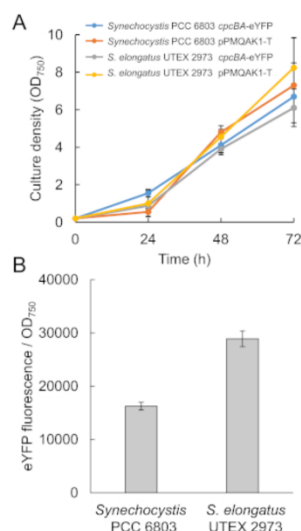 A
Synechocystis PCC 6803 cpcBA-eYFP
Synechocystis PCC 6803 pPMQAK1-T
S. elongatus UTEX 2973 cpcBA-eYFP
S. elongatus UTEX 2973 pPMQAK1-T
Culture density (OD750)
10
8
6
4
2
0
0 24 48 72
Time (h)
B
eYFP fluorescence / OD750
40000
30000
20000
10000
0
Synechocystis S. elongatus
PCC 6803 UTEX 2973